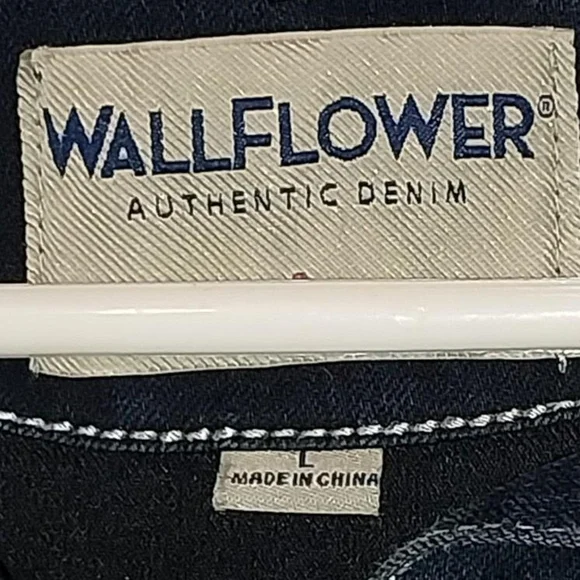 WALLFLOWER®
AUTHENTIC DENIM
L
MADE IN CHINA